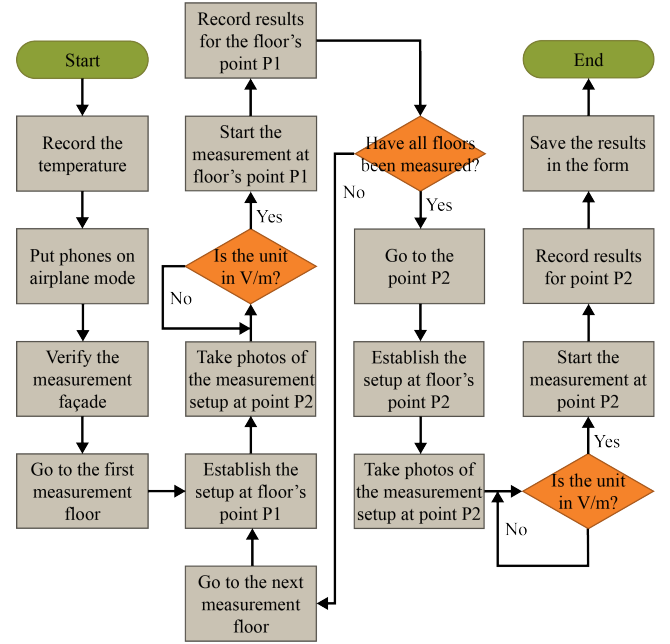 Start
Record the
temperature
Put phones on
airplane mode
Verify the
measurement
façade
Go to the first
measurement
floor
Record results
for the floor's
point P1
Start the
measurement at
floor's point P1
Yes
Is the unit
in V/m?
No
Take photos of
the measurement
setup at point P2
Establish the
setup at floor's
point P1
Go to the next
measurement
floor
Have all floors
been measured?
No
Yes
Go to the
point P2
Establish the
setup at floor's
point P2
Take photos of
the measurement
setup at point P2
End
Save the results
in the form
Record results
for point P2
Start the
measurement at
point P2
Yes
Is the unit
in V/m?
No